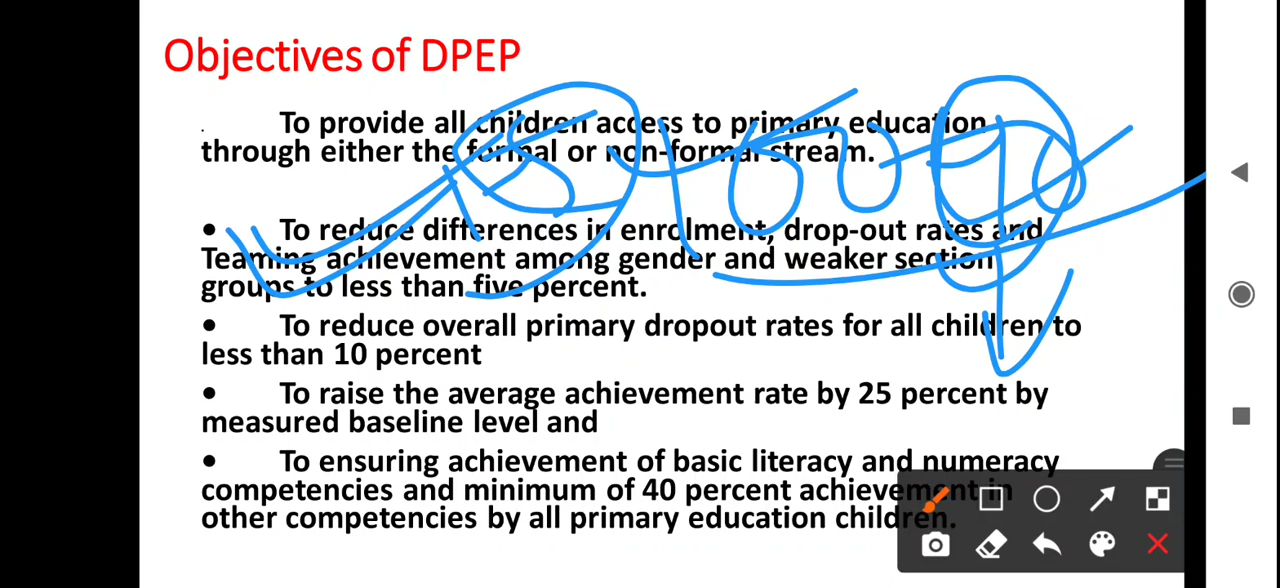 Objectives of DPEP
. To provide all children access to primary education
through either the formal or non-formal stream.
• To reduce differences in enrolment, drop-out rates and
Teaming achievement among gender and weaker section
groups to less than five percent.
• To reduce overall primary dropout rates for all children to
less than 10 percent
• To raise the average achievement rate by 25 percent by
measured baseline level and
• To ensuring achievement of basic literacy and numeracy
competencies and minimum of 40 percent achievement in
other competencies by all primary education children.